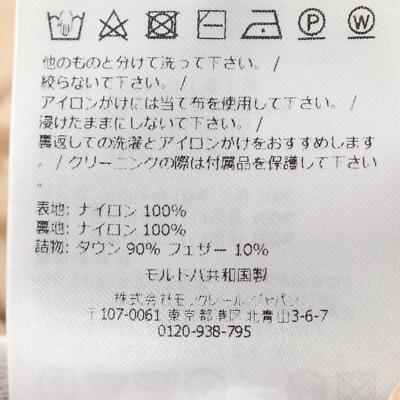 P W
他のものと分けて洗って下さい。/
絞らないで下さい。/
アイロンがけには当て布を使用して下さい。/
浸けたままにしないで下さい。/
裏返しての洗濯とアイロンがけをおすすめします
。/ クリーニングの際は付属品を保護して下さい
。
表地: ナイロン 100%
裏地: ナイロン 100%
詰物: ダウン 90% フェザー 10%
モルドバ共和国製
株式会社モンクレール ジャパン
〒107-0061 東京都港区 北青山3-6-7
0120-938-795